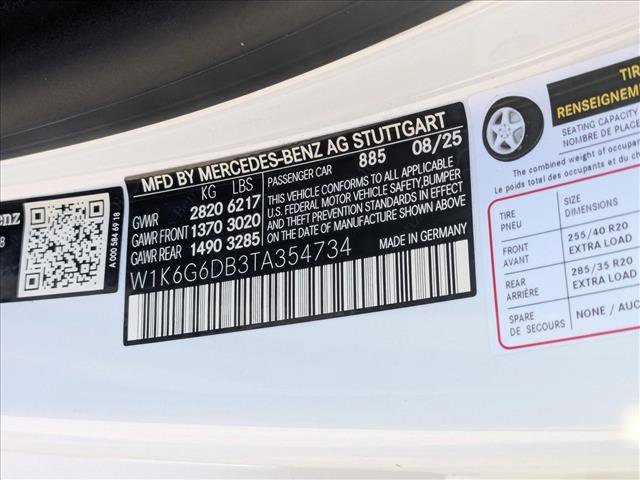 nz
8
A 000 584 69 18
MFD BY MERCEDES-BENZ AG STUTTGART
KG LBS
GVWR 2820 6217
GAWR FRONT 1370 3020
GAWR REAR 1490 3285
PASSENGER CAR 885 08/25
THIS VEHICLE CONFORMS TO ALL APPLICABLE
U.S. FEDERAL MOTOR VEHICLE SAFETY, BUMPER
AND THEFT PREVENTION STANDARDS IN EFFECT
ON THE DATE OF MANUFACTURE SHOWN ABOVE
W1K6G6DB3TA354734
MADE IN GERMANY
TIR
RENSEIGNEMEN
SEATING CAPACITY
NOMBRE DE PLACE
The combined weight of occupa
Le poids total des occupants et du
TIRE SIZE
PNEU DIMENSIONS
FRONT 255/40 R20
AVANT EXTRA LOAD
REAR 285/35 R20
ARRIÈRE EXTRA LOAD
SPARE NONE / AUC
DE SECOURS